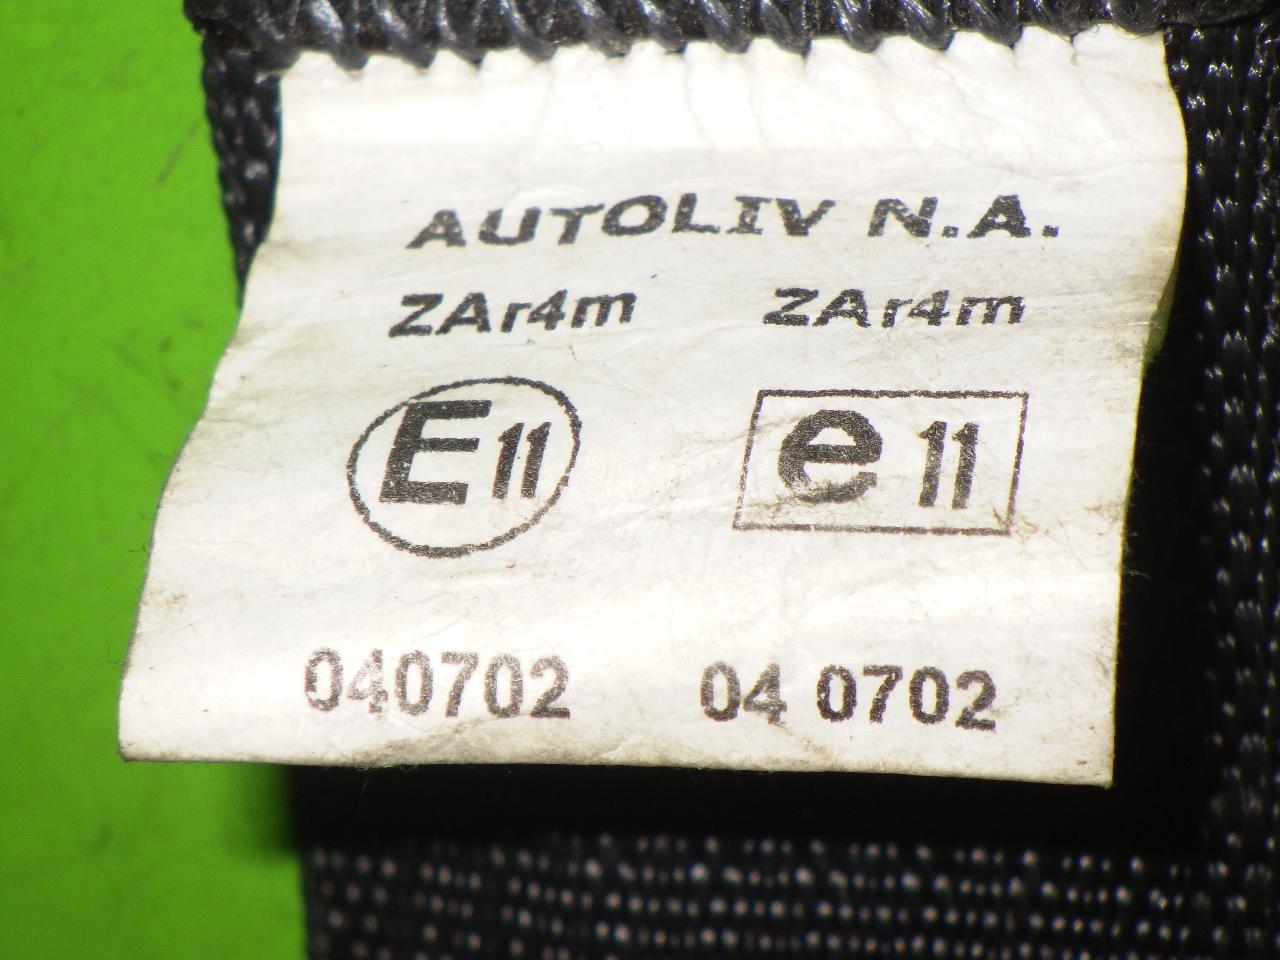 AUTOLIV N.A.
ZAr4m ZAr4m
E11 e11
040702 04 0702